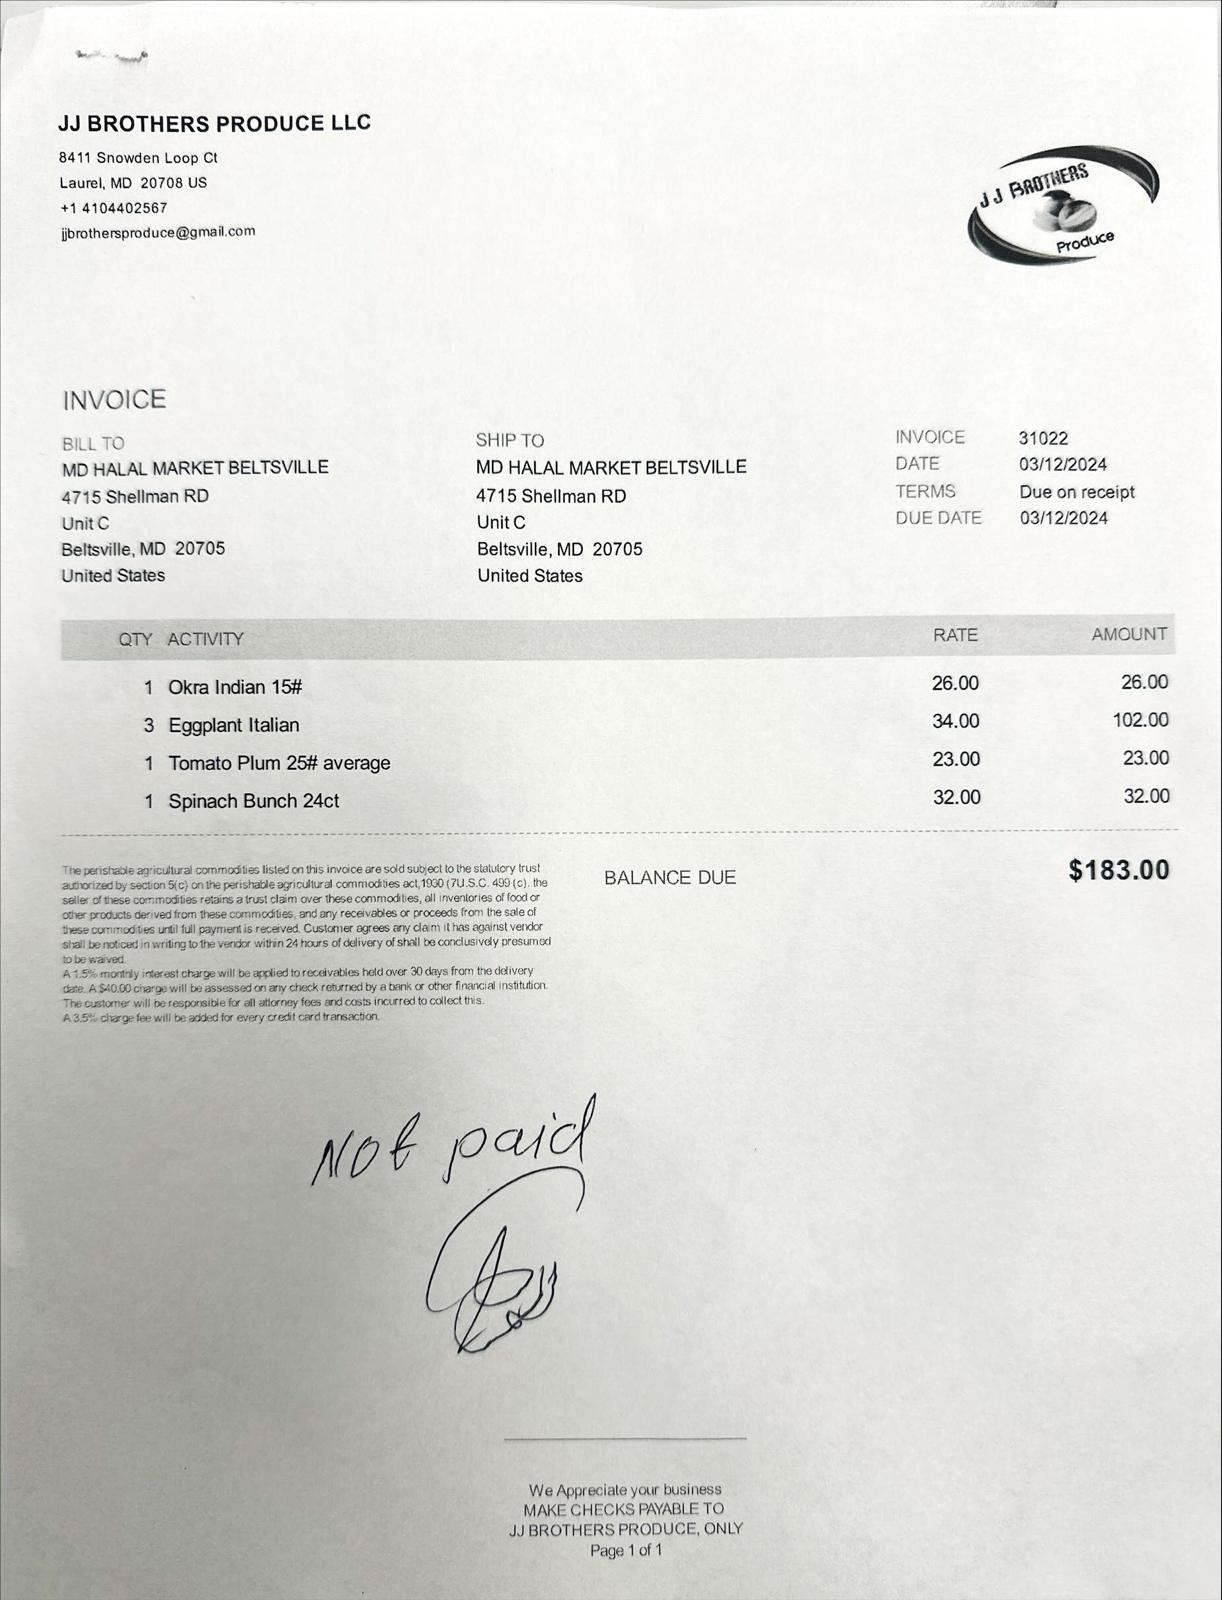 JJ BROTHERS PRODUCE LLC
8411 Snowden Loop Ct
Laurel, MD 20708 US
+1 4104402567
jjbrothersproduce@gmail.com
JJ BROTHERS
Produce
INVOICE
BILL TO
MD HALAL MARKET BELTSVILLE
4715 Shellman RD
Unit C
Beltsville, MD 20705
United States
SHIP TO
MD HALAL MARKET BELTSVILLE
4715 Shellman RD
Unit C
Beltsville, MD 20705
United States
INVOICE 31022
DATE 03/12/2024
TERMS Due on receipt
DUE DATE 03/12/2024
QTY ACTIVITY RATE AMOUNT
1 Okra Indian 15# 26.00 26.00
3 Eggplant Italian 34.00 102.00
1 Tomato Plum 25# average 23.00 23.00
1 Spinach Bunch 24ct 32.00 32.00
The perishable agricultural commodities listed on this invoice are sold subject to the statutory trust
authorized by section 5(c) on the perishable agricultural commodities act,1930 (7U.S.C. 499 (c). the
seller of these commodities retains a trust claim over these commodities, all inventories of food or
other products derived from these commodities, and any receivables or proceeds from the sale of
these commodities until full payment is received. Customer agrees any claim it has against vendor
shall be noticed in writing to the vendor within 24 hours of delivery of shall be conclusively presumed
to be waived.
A 1.5% monthly interest charge will be applied to receivables held over 30 days from the delivery
date. A $40.00 charge will be assessed on any check returned by a bank or other financial institution.
The customer will be responsible for all attorney fees and costs incurred to collect this.
A 3.5% charge fee will be added for every credit card transaction.
BALANCE DUE $183.00
Not paid
We Appreciate your business
MAKE CHECKS PAYABLE TO
JJ BROTHERS PRODUCE, ONLY
Page 1 of 1